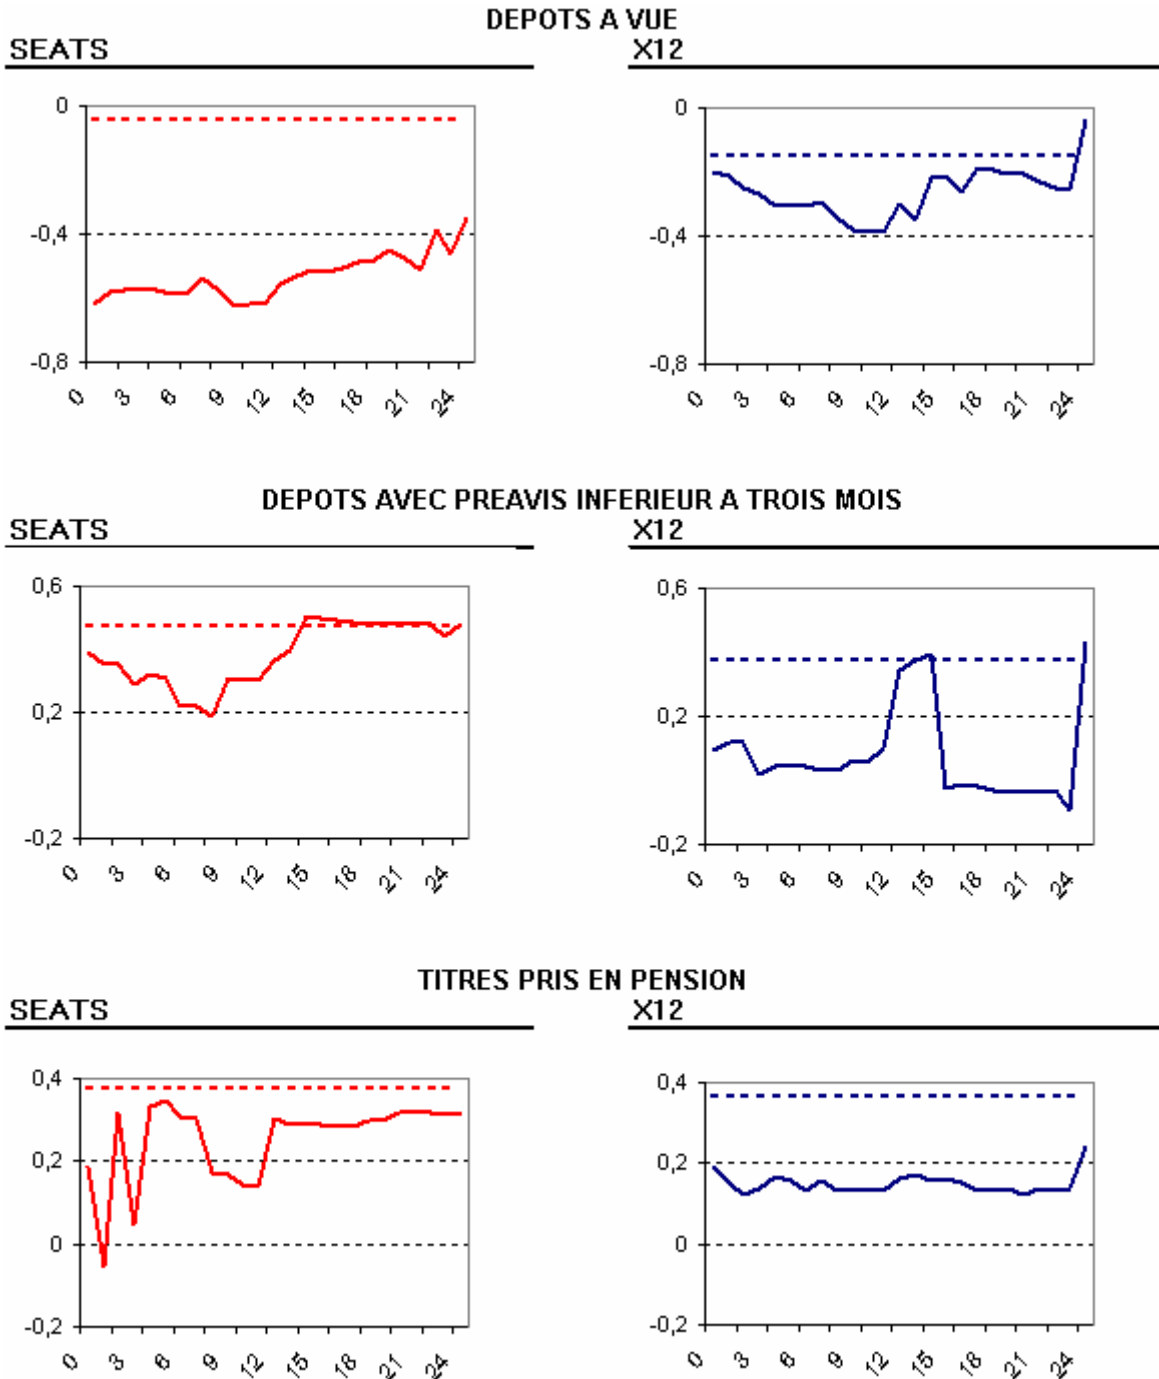 DEPOTS A VUE
SEATS X12
0
-0,4
-0,8
0 3 6 9 12 15 18 21 24
0
-0,4
-0,8
0 3 6 9 12 15 18 21 24
DEPOTS AVEC PREAVIS INFERIEUR A TROIS MOIS
SEATS X12
0,6
0,2
-0,2
0 3 6 9 12 15 18 21 24
0,6
0,2
-0,2
0 3 6 9 12 15 18 21 24
TITRES PRIS EN PENSION
SEATS X12
0,4
0,2
0
-0,2
0 3 6 9 12 15 18 21 24
0,4
0,2
0
-0,2
0 3 6 9 12 15 18 21 24